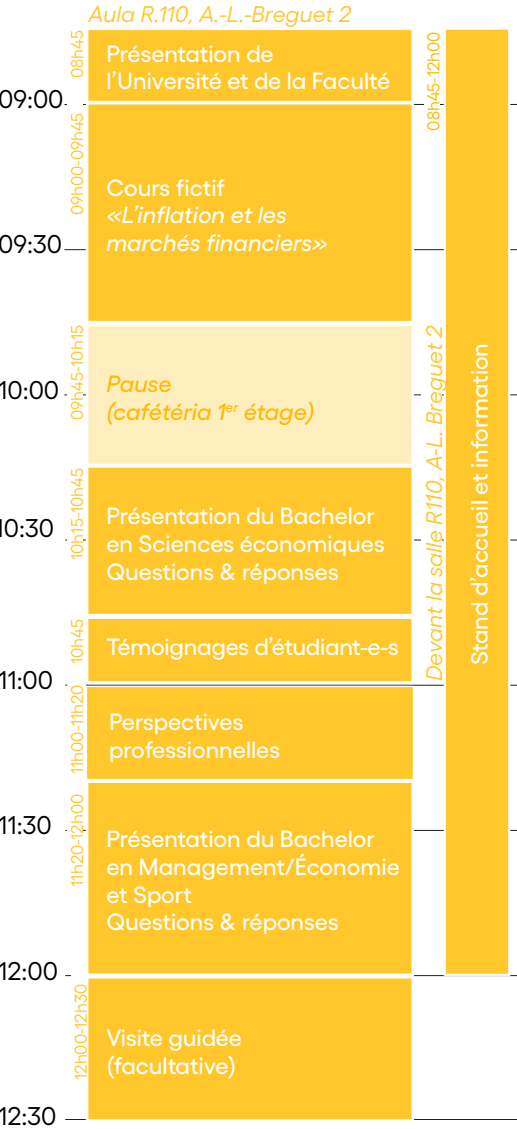 Aula R.110, A.-L.-Breguet 2
08h45
Présentation de
l'Université et de la Faculté
09:00
09h00-09h45
Cours fictif
«L'inflation et les
marchés financiers»
09:30
09h45-10h15
10:00
Pause
(cafétéria 1er étage)
10h15-10h45
10:30
Présentation du Bachelor
en Sciences économiques
Questions & réponses
10h45
Témoignages d'étudiant-e-s
11:00
11h00-11h20
Perspectives
professionnelles
11:30
11h20-12h00
Présentation du Bachelor
en Management/Économie
et Sport
Questions & réponses
12:00
12h00-12h30
Visite guidée
(facultative)
12:30
08h45-12h00
Devant la salle R110, A-L. Breguet 2
Stand d'accueil et information